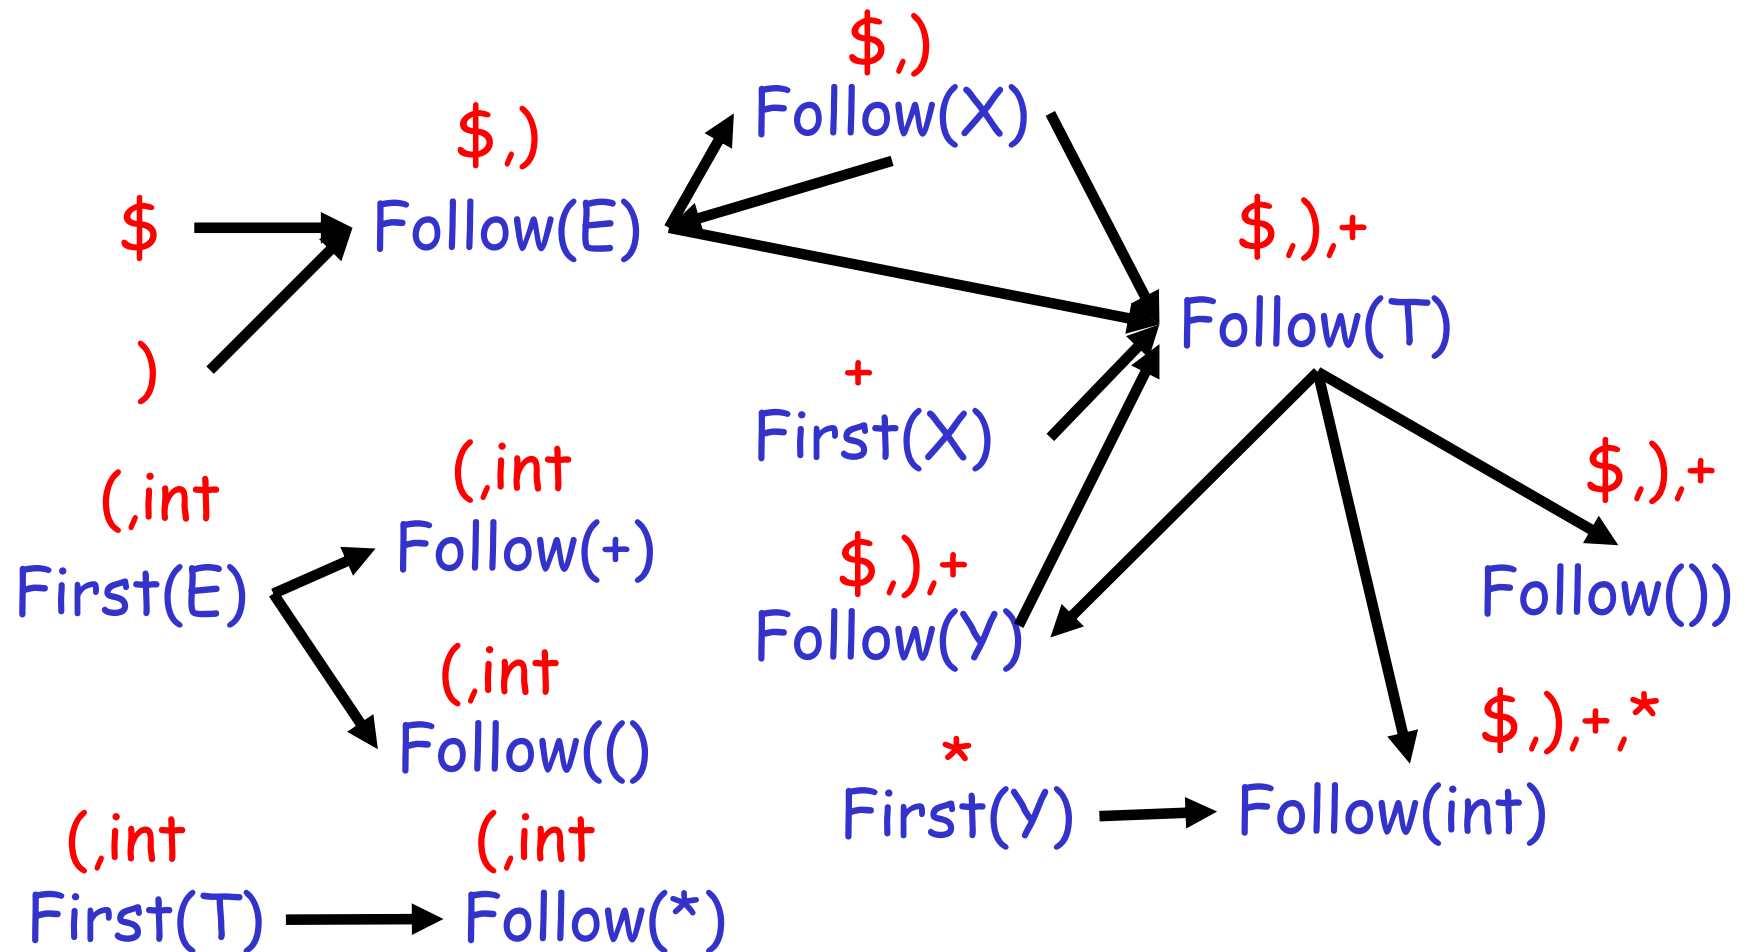 $,)
Follow(X)
$,)
$
Follow(E)
$,),+
Follow(T)
)
+
First(X)
(,int
Follow(+)
$,),+
Follow())
(,int
First(E)
$,),+
Follow(Y)
(,int
Follow(()
$,),+,*
Follow(int)
*
First(Y)
(,int
First(T)
(,int
Follow(*)